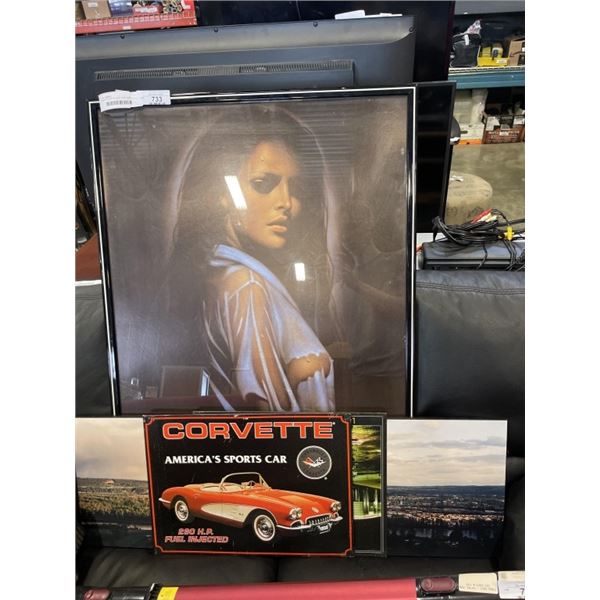 733
CORVETTE
AMERICA'S SPORTS CAR
290 H.P.
FUEL INJECTED